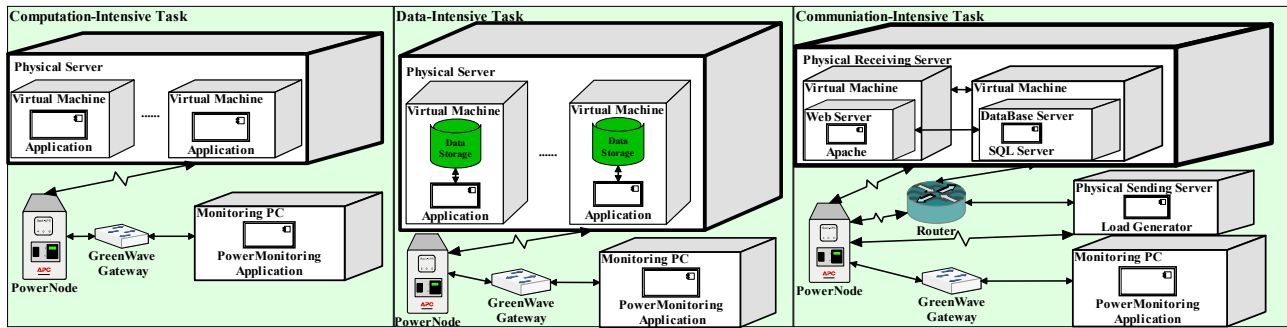 Computation-Intensive Task
Physical Server
Virtual Machine
Application
......
Virtual Machine
Application
PowerNode
APC
GreenWave
Gateway
Monitoring PC
PowerMonitoring
Application
Data-Intensive Task
Physical Server
Virtual Machine
Data
Storage
Application
......
Virtual Machine
Data
Storage
Application
PowerNode
APC
GreenWave
Gateway
Monitoring PC
PowerMonitoring
Application
Communiation-Intensive Task
Physical Receiving Server
Virtual Machine
Web Server
Apache
Virtual Machine
DataBase Server
SQL Server
Router
Physical Sending Server
Load Generator
PowerNode
APC
GreenWave
Gateway
Monitoring PC
PowerMonitoring
Application